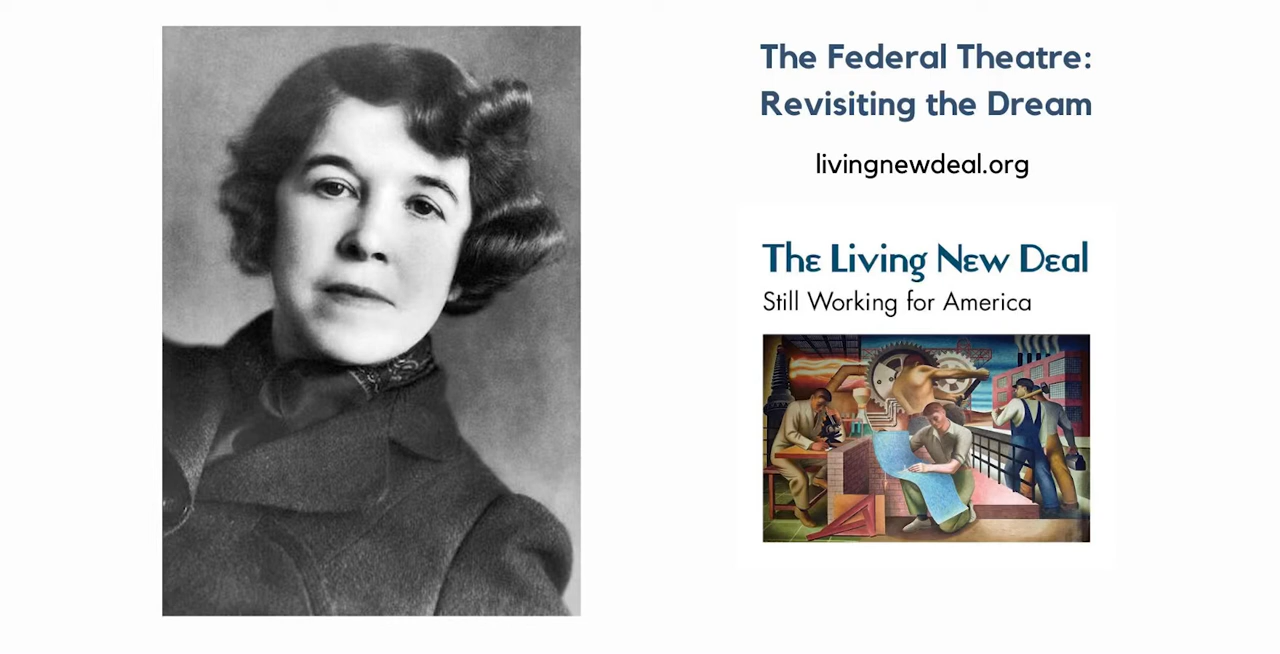 The Federal Theatre:
Revisiting the Dream
livingnewdeal.org
The Living New Deal
Still Working for America